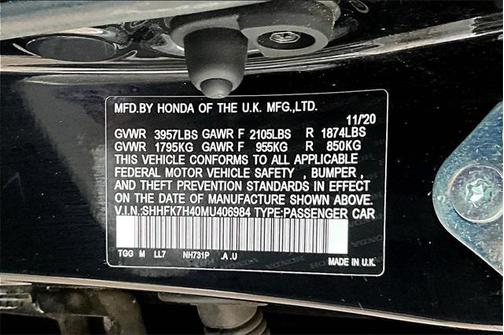 MFD.BY HONDA OF THE U.K. MFG.,LTD.
11/20
GVWR 3957LBS GAWR F 2105LBS R 1874LBS
GVWR 1795KG GAWR F 955KG R 850KG
THIS VEHICLE CONFORMS TO ALL APPLICABLE
FEDERAL MOTOR VEHICLE SAFETY , BUMPER ,
AND THEFT PREVENTION STANDARDS IN EFFECT
ON THE DATE OF MANUFACTURE SHOWN ABOVE.
V.I.N.:SHHFK7H40MU406984 TYPE:PASSENGER CAR
TGG M LL7 NH731P .A .U
MADE IN U.K.